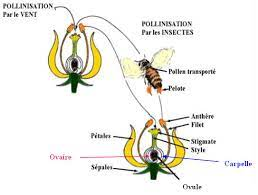 POLLINISATION
Par le VENT
POLLINISATION
Par les INSECTES
Pollen transporté
Pelote
Anthère
Filet
Pétales
Stigmate
Style
Ovaire
Carpelle
Sépales
Ovule